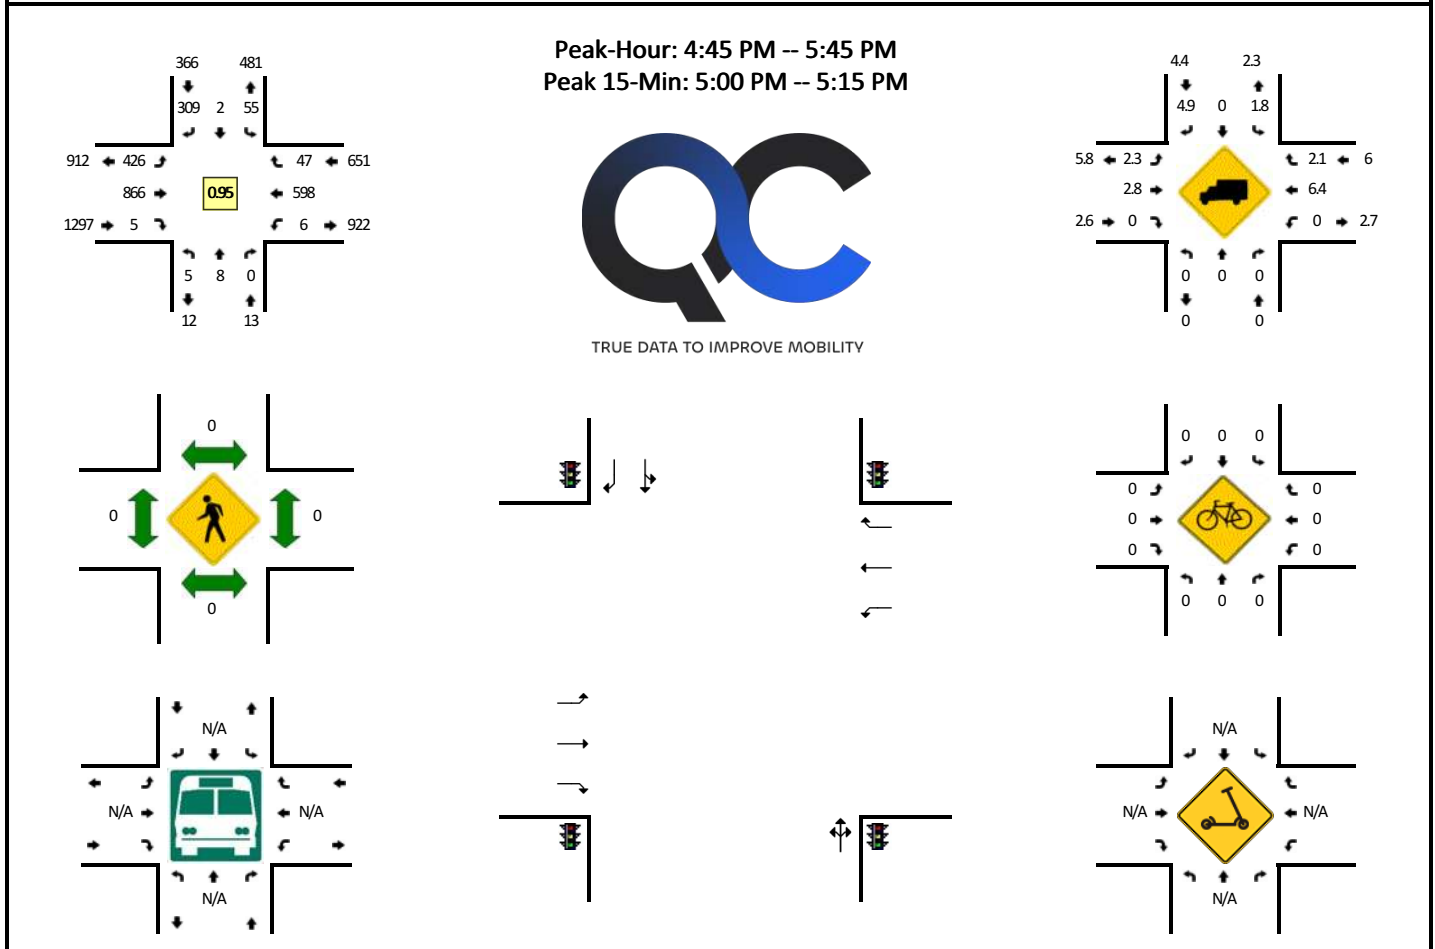 Peak-Hour: 4:45 PM -- 5:45 PM
Peak 15-Min: 5:00 PM -- 5:15 PM
366 481
309 2 55
912 426 47 651
866 0.95 598
1297 5 6 922
5 8 0
12 13
QC
TRUE DATA TO IMPROVE MOBILITY
4.4 2.3
4.9 0 1.8
5.8 2.3 2.1 6
2.8 6.4
2.6 0 0 2.7
0 0 0
0 0
0
0 0
0
0 0 0
0 0
0 0
0 0
0 0 0
N/A
N/A N/A
N/A
N/A
N/A N/A
N/A